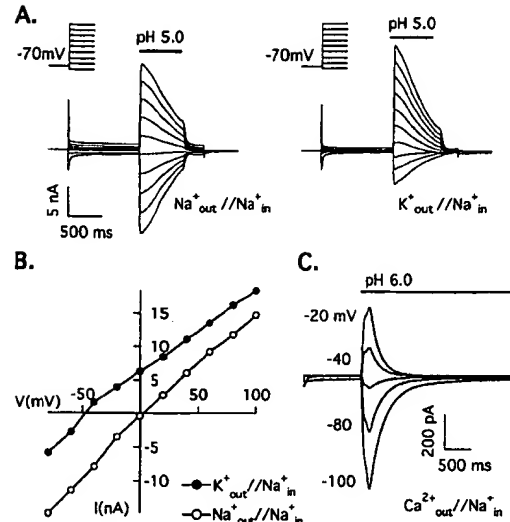 A.
-70mV
pH 5.0
-70mV
pH 5.0
5 nA
500 ms
Na⁺out//Na⁺in
K⁺out//Na⁺in
B.
15
10
5
V(mV)
-50
50
100
-5
-10
I(nA)
K⁺out//Na⁺in
Na⁺out//Na⁺in
C.
pH 6.0
-20 mV
-40
-80
-100
200 pA
500 ms
Ca²⁺out//Na⁺in